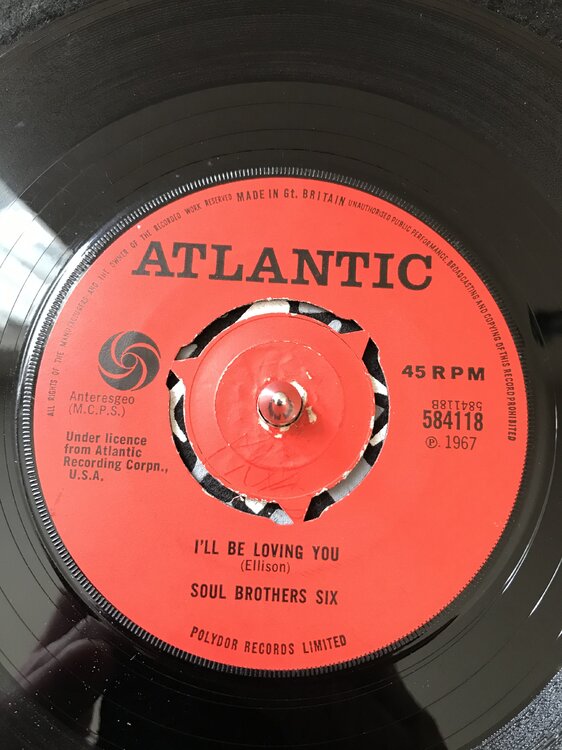 ALL RIGHTS OF THE MANUFACTURERS AND THE OWNER OF THE RECORDED WORK RESERVED MADE IN Gt. BRITAIN UNAUTHORISED PUBLIC PERFORMANCE BROADCASTING AND COPYING OF THIS RECORD PROHIBITED
ATLANTIC
45 RPM
Anteresgeo
(M.C.P.S.)
584118B
584118
Ⓟ 1967
Under licence
from Atlantic
Recording Corpn.,
U.S.A.
I'LL BE LOVING YOU
(Ellison)
SOUL BROTHERS SIX
POLYDOR RECORDS LIMITED